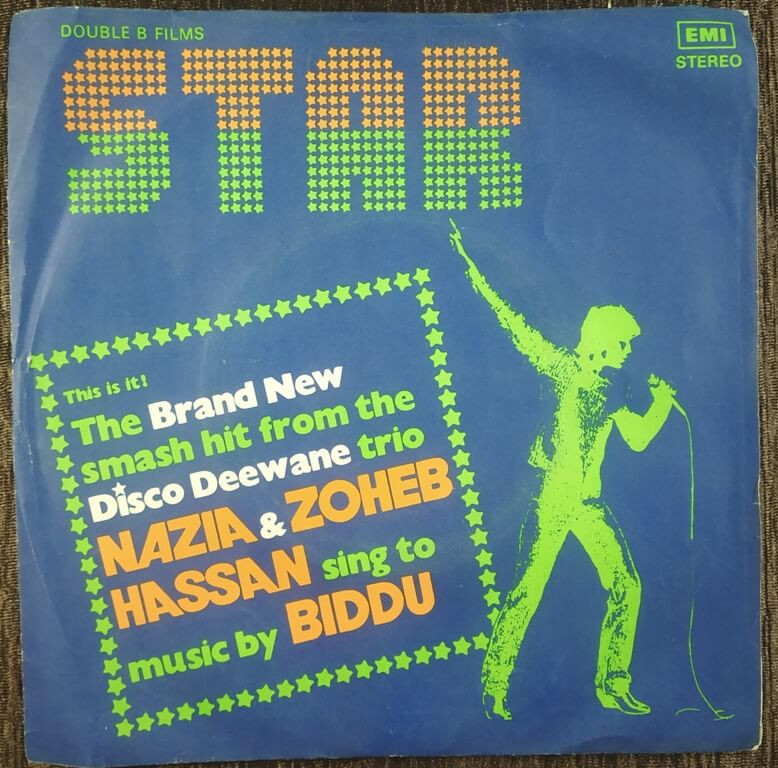 DOUBLE B FILMS
EMI
STEREO
STAR
This is it!
The Brand New
smash hit from the
Disco Deewane trio
NAZIA & ZOHEB
HASSAN sing to
music by BIDDU